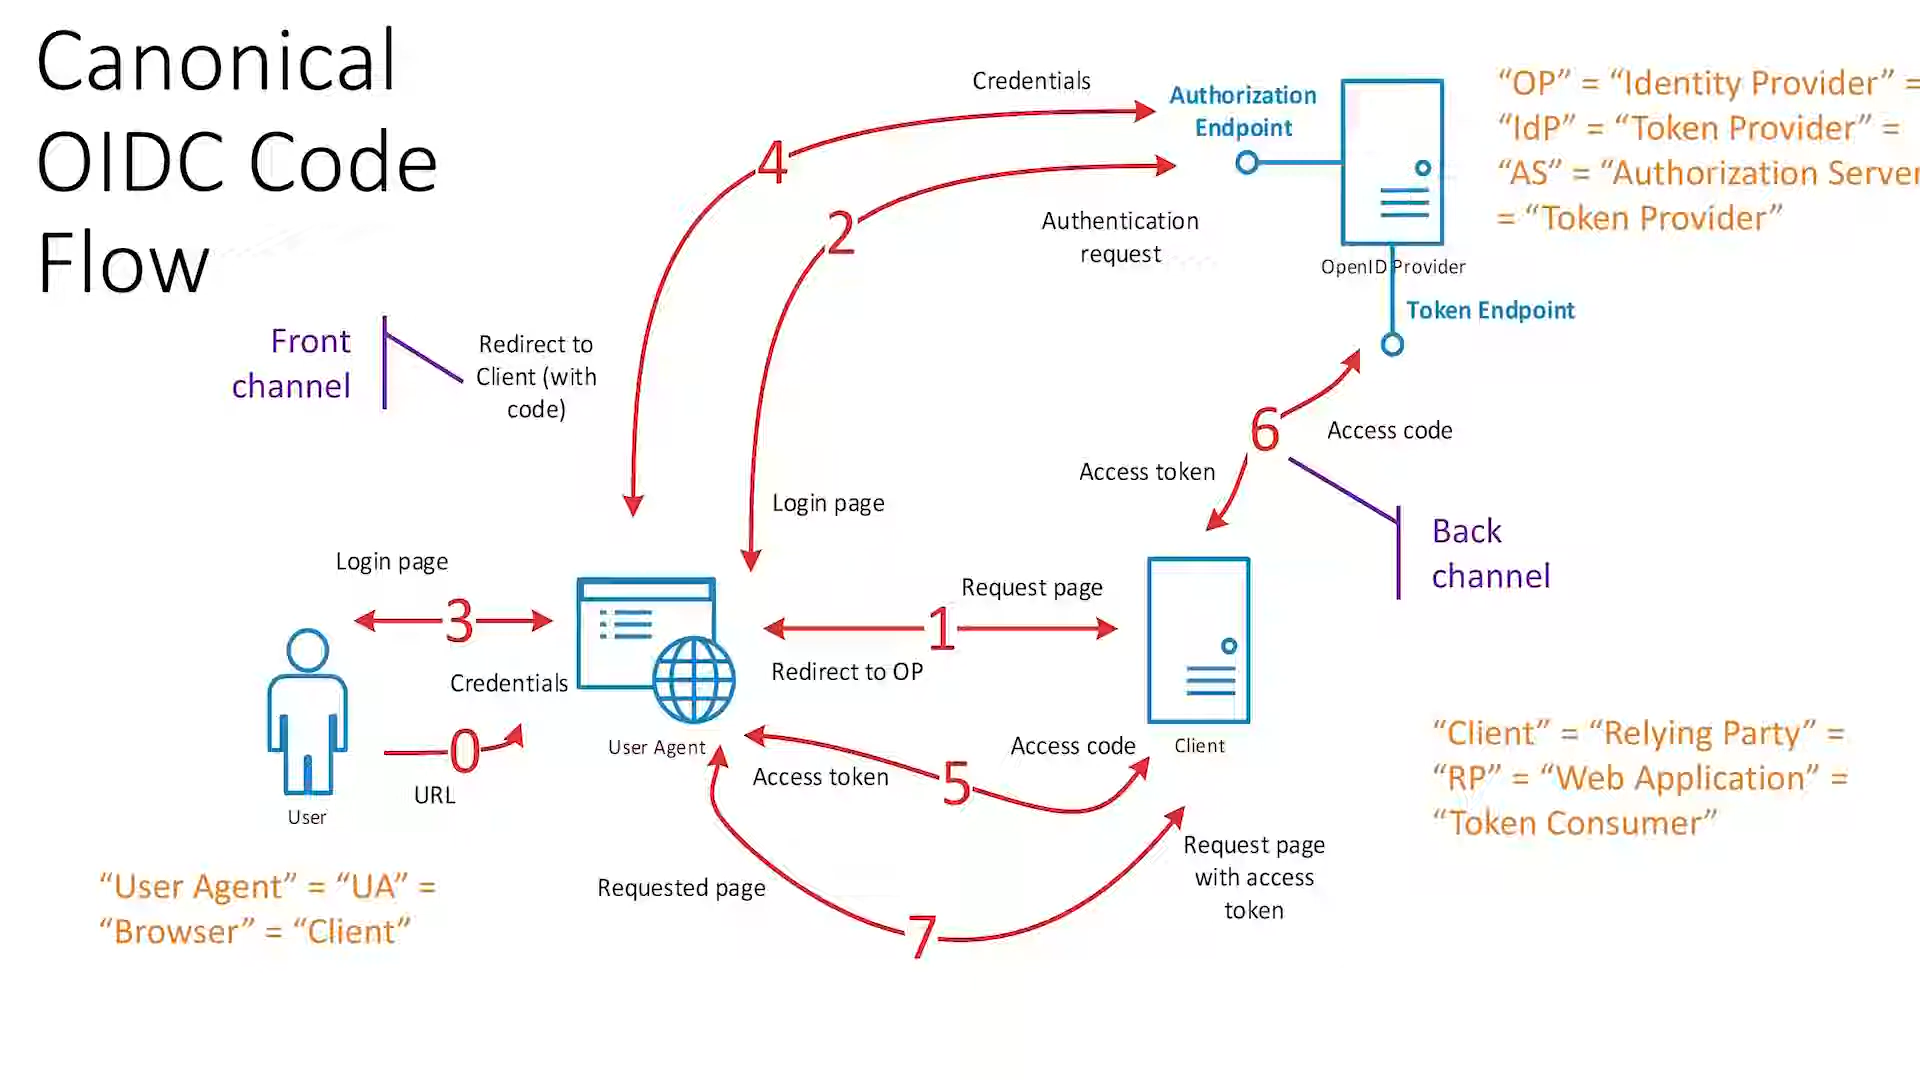 Canonical
OIDC Code
Flow
Credentials
Authorization
Endpoint
4
2
Authentication
request
OpenID Provider
Token Endpoint
“OP” = “Identity Provider” =
“IdP” = “Token Provider” =
“AS” = “Authorization Server
= “Token Provider”
Front
channel
Redirect to
Client (with
code)
6
Access code
Access token
Back
channel
Login page
Login page
3
Credentials
0
URL
User
User Agent
Request page
1
Redirect to OP
Access code
Client
Access token
5
Requested page
7
Request page
with access
token
“Client” = “Relying Party” =
“RP” = “Web Application” =
“Token Consumer”
“User Agent” = “UA” =
“Browser” = “Client”